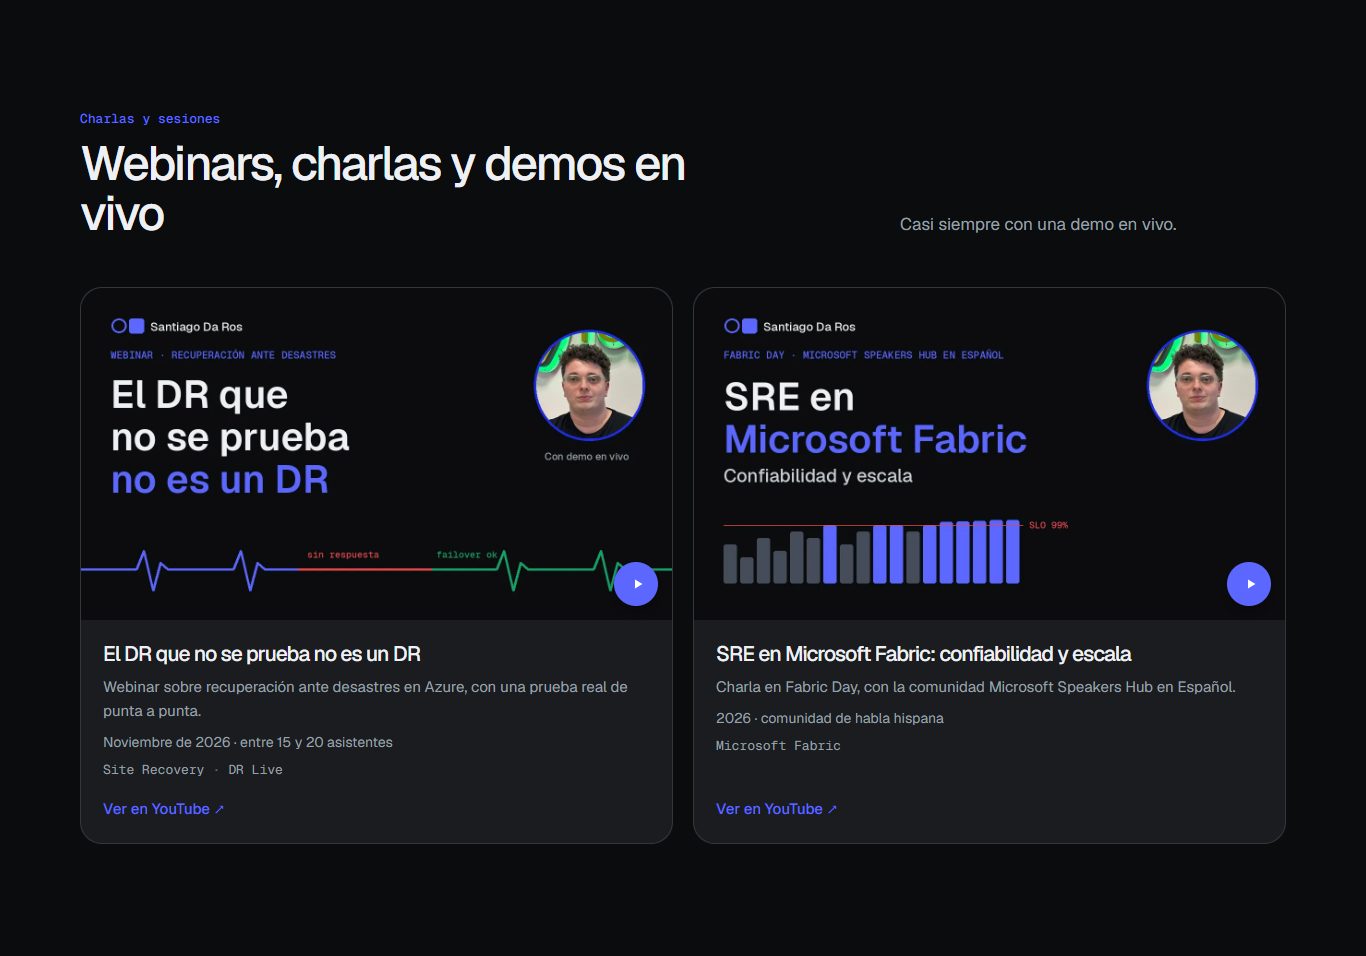 Charlas y sesiones
Webinars, charlas y demos en
vivo
Casi siempre con una demo en vivo.
Santiago Da Ros
WEBINAR · RECUPERACIÓN ANTE DESASTRES
El DR que
no se prueba
no es un DR
Con demo en vivo
sin respuesta
failover ok
El DR que no se prueba no es un DR
Webinar sobre recuperación ante desastres en Azure, con una prueba real de
punta a punta.
Noviembre de 2026 · entre 15 y 20 asistentes
Site Recovery · DR Live
Ver en YouTube ↗
Santiago Da Ros
FABRIC DAY · MICROSOFT SPEAKERS HUB EN ESPAÑOL
SRE en
Microsoft Fabric
Confiabilidad y escala
SLO 99%
SRE en Microsoft Fabric: confiabilidad y escala
Charla en Fabric Day, con la comunidad Microsoft Speakers Hub en Español.
2026 · comunidad de habla hispana
Microsoft Fabric
Ver en YouTube ↗